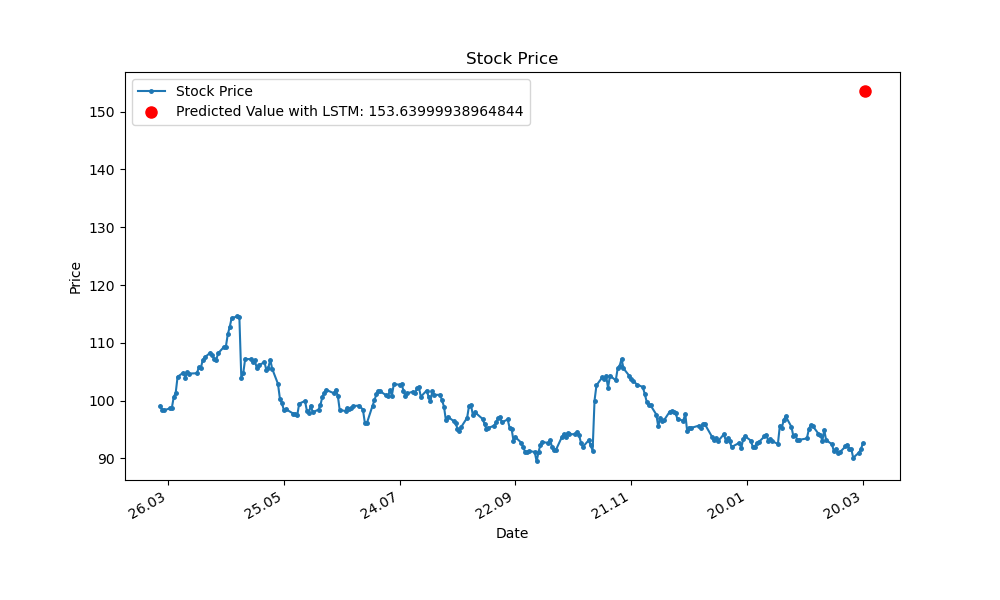 Stock Price
Stock Price
Predicted Value with LSTM: 153.63999938964844
150
140
130
120
110
100
90
Price
26.03
25.05
24.07
22.09
21.11
20.01
20.03
Date